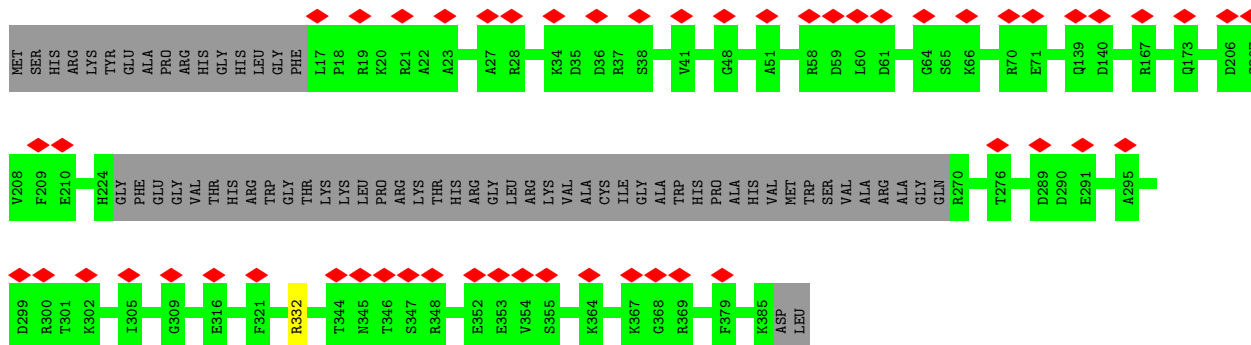 MET SER HIS ARG LYS TYR GLU ALA PRO ARG HIS GLY HIS LEU GLY PHE L17 P18 R19 K20 R21 A22 A23 A27 R28 K34 D35 D36 R37 S38 V41 G48 A51 R58 D59 L60 D61 G64 S65 K66 R70 E71 Q139 D140 R167 Q173 D206
V208 F209 E210 H224 GLY PHE GLU GLY VAL THR HIS ARG TRP GLY THR LYS LYS LEU PRO ARG LYS THR HIS ARG GLY LEU ARG LYS VAL ALA CYS ILE GLY ALA TRP HIS PRO ALA HIS VAL MET TRP SER VAL ALA ARG ALA GLY GLN R270 T276 D289 D290 E291 A295
D299 R300 T301 K302 I305 G309 E316 F321 R332 T344 N345 T346 S347 R348 E352 E353 V354 S355 K364 K367 G368 R369 F379 K385 ASP LEU